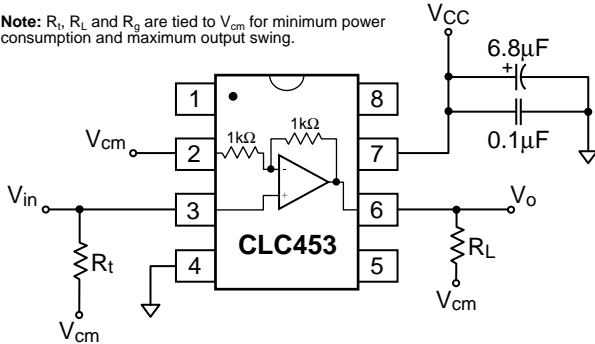 Note: Rt, RL and Rg are tied to Vcm for minimum power
consumption and maximum output swing.
VCC
6.8µF
+
0.1µF
1
8
Vcm
2
1kΩ
1kΩ
7
-
+
Vin
3
6
Vo
CLC453
Rt
4
5
RL
Vcm
Vcm